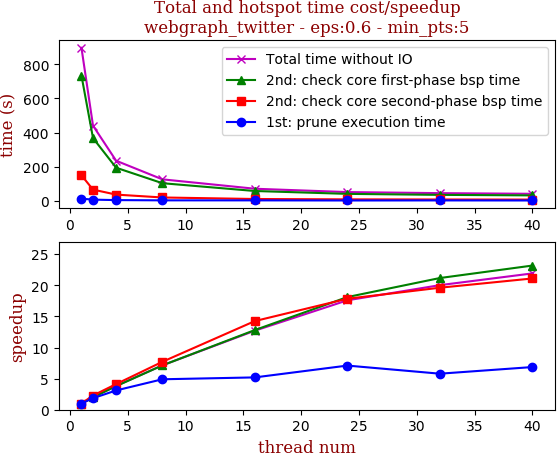 Total and hotspot time cost/speedup
webgraph_twitter - eps:0.6 - min_pts:5
time (s)
800
600
400
200
0
Total time without IO
2nd: check core first-phase bsp time
2nd: check core second-phase bsp time
1st: prune execution time
0 5 10 15 20 25 30 35 40
speedup
25
20
15
10
5
0
0 5 10 15 20 25 30 35 40
thread num